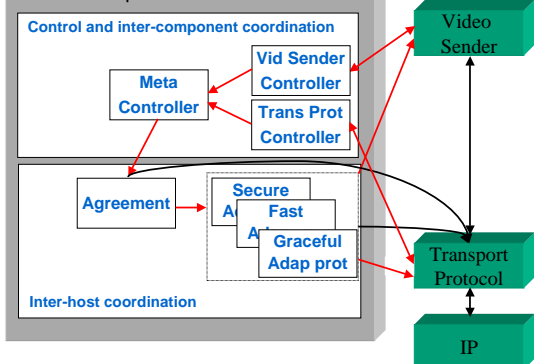 Control and inter-component coordination
Video
Sender
Vid Sender
Controller
Meta
Controller
Trans Prot
Controller
Agreement
Secure
Fast
Graceful
Adap prot
Transport
Protocol
Inter-host coordination
IP